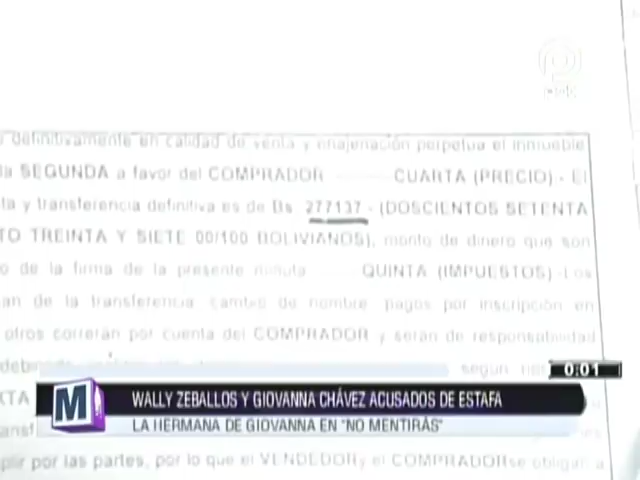 definitivamente en calidad de venta y enajenación perpetua el inmueble
la SEGUNDA a favor del COMPRADOR CUARTA (PRECIO).- El
ta y transferencia definitiva es de Bs 277137.- (DOSCIENTOS SETENTA
TO TREINTA Y SIETE 00/100 BOLIVIANOS), monto de dinero que son
o de la firma de la presente minuta QUINTA (IMPUESTOS).-Los
an de la transferencia cambio de nombre pagos por inscripción en
otros correrán por cuenta del COMPRADOR y serán de responsabilidad
según
0:01
M
WALLY ZEBALLOS Y GIOVANNA CHÁVEZ ACUSADOS DE ESTAFA
LA HERMANA DE GIOVANNA EN "NO MENTIRÁS"
plir por las partes, por lo que el VENDEDOR y el COMPRADOR se obligan a